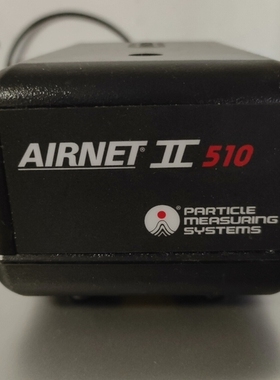 AIRNET® II 510
PARTICLE
MEASURING
SYSTEMS®